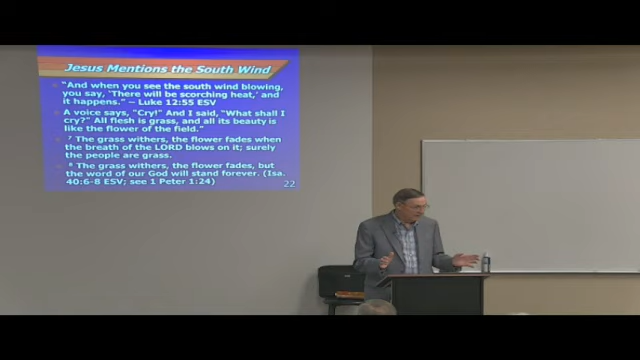 Jesus Mentions the South Wind
"And when you see the south wind blowing,
you say, 'There will be scorching heat,' and
it happens." – Luke 12:55 ESV
A voice says, "Cry!" And I said, "What shall I
cry?" All flesh is grass, and all its beauty is
like the flower of the field."
7 The grass withers, the flower fades when
the breath of the LORD blows on it; surely
the people are grass.
8 The grass withers, the flower fades, but
the word of our God will stand forever. (Isa.
40:6-8 ESV; see 1 Peter 1:24)
22